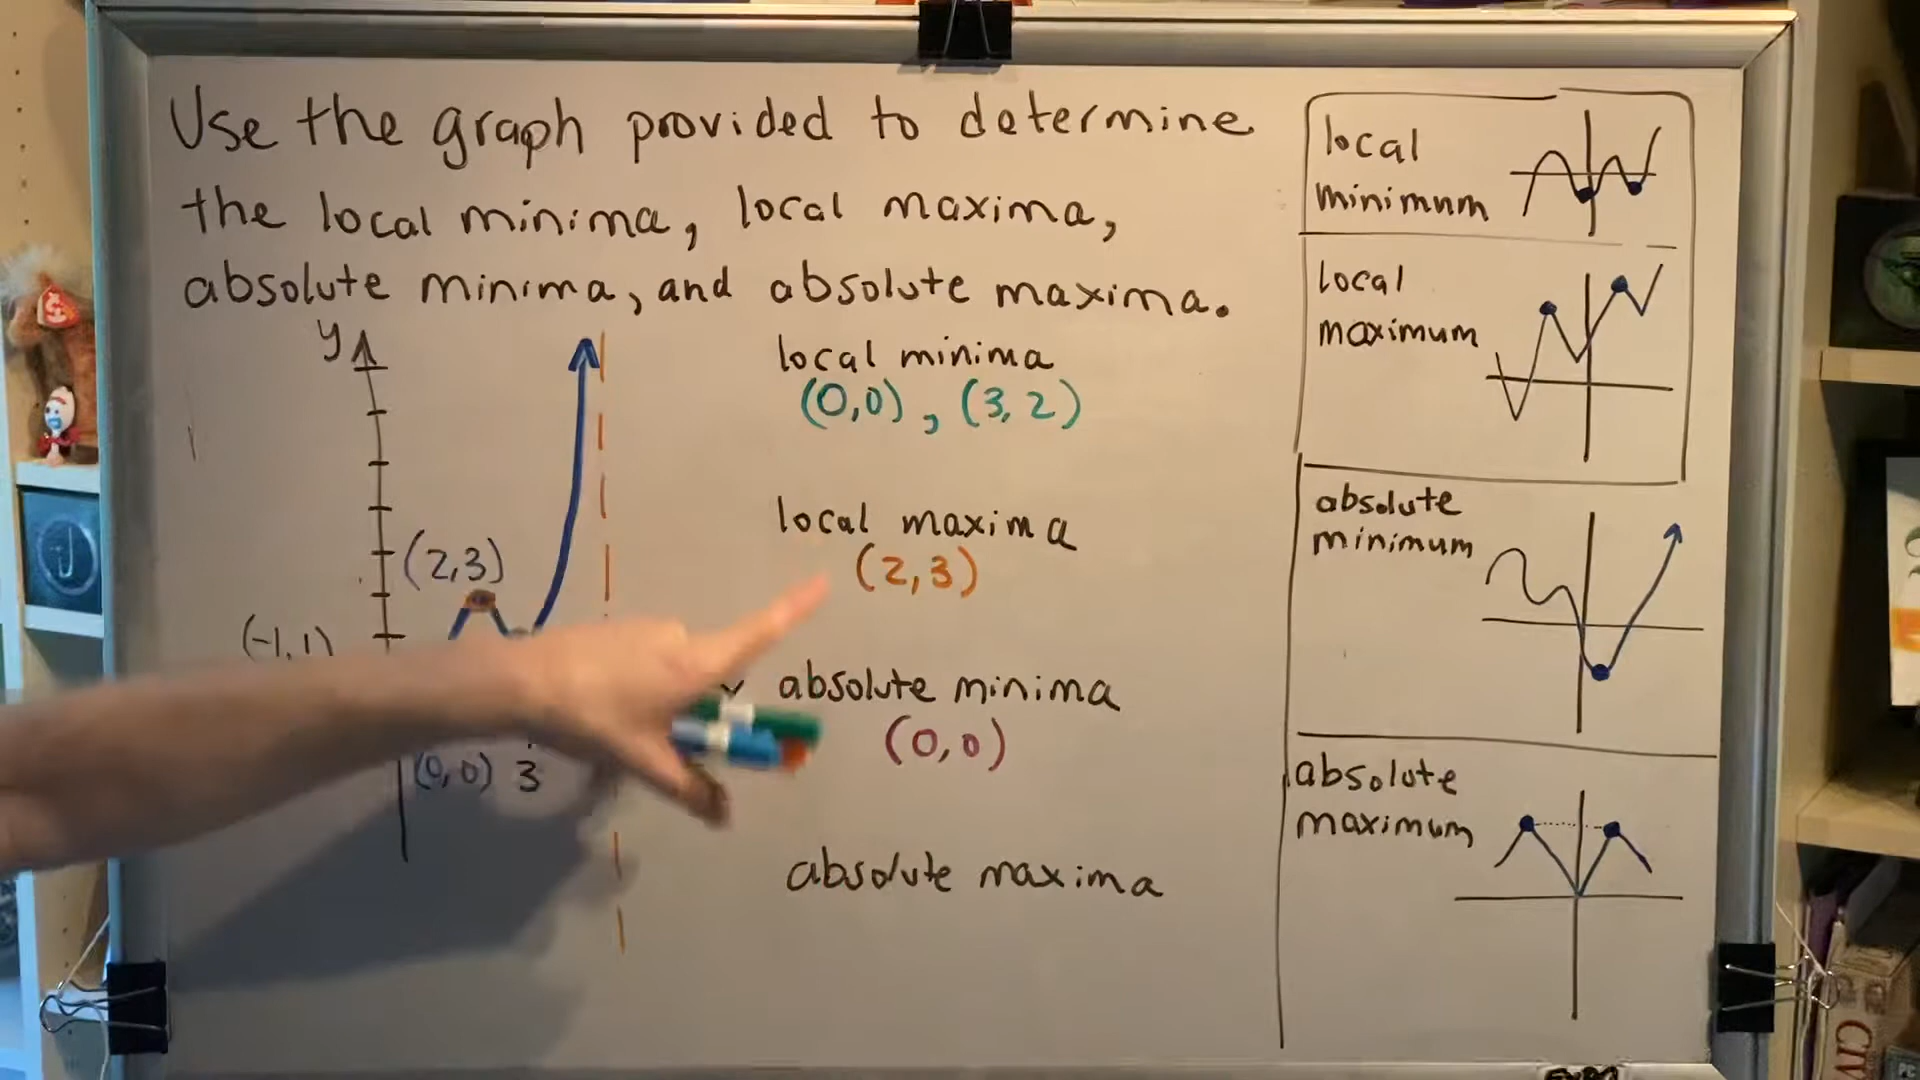 Use the graph provided to determine
the local minima, local maxima,
absolute minima, and absolute maxima.
y
(2,3)
(-1,1)
(0,0) 3
local minima
(0,0), (3,2)
local maxima
(2,3)
absolute minima
(0,0)
absolute maxima
local
minimum
local
maximum
absolute
minimum
absolute
maximum